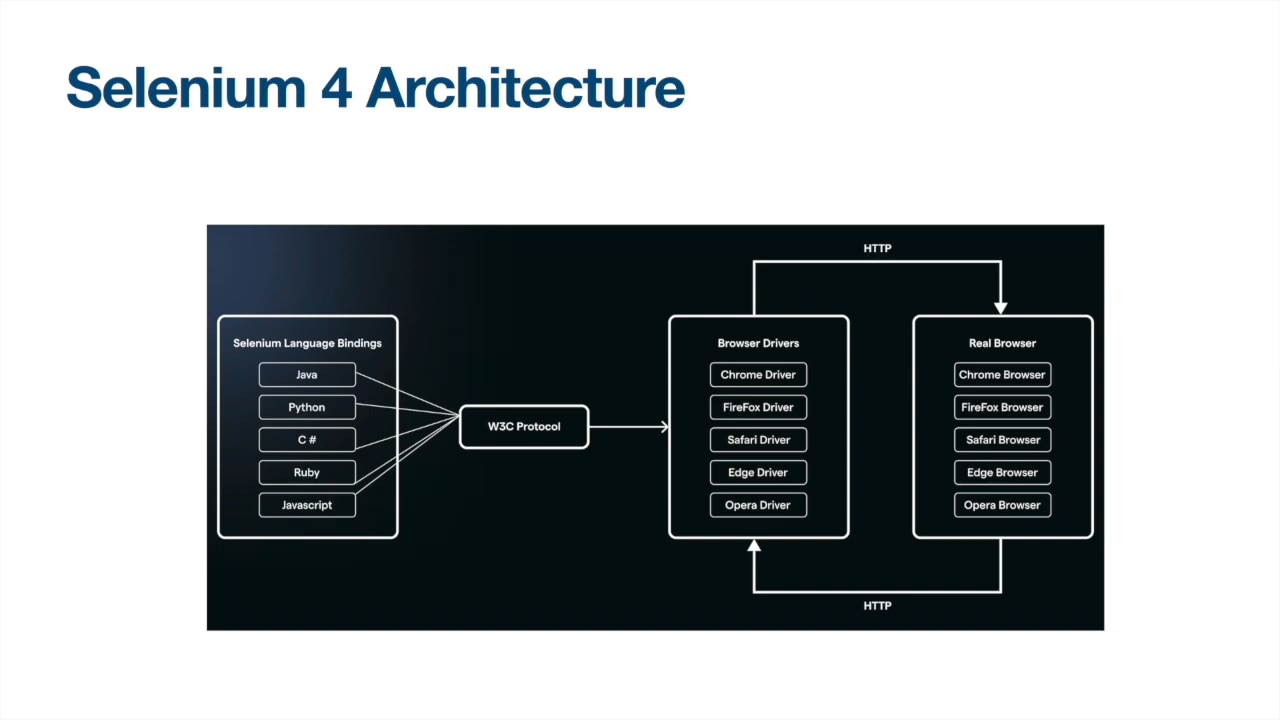 Selenium 4 Architecture
HTTP
Selenium Language Bindings
Java
Python
C #
Ruby
Javascript
W3C Protocol
Browser Drivers
Chrome Driver
FireFox Driver
Safari Driver
Edge Driver
Opera Driver
Real Browser
Chrome Browser
FireFox Browser
Safari Browser
Edge Browser
Opera Browser
HTTP